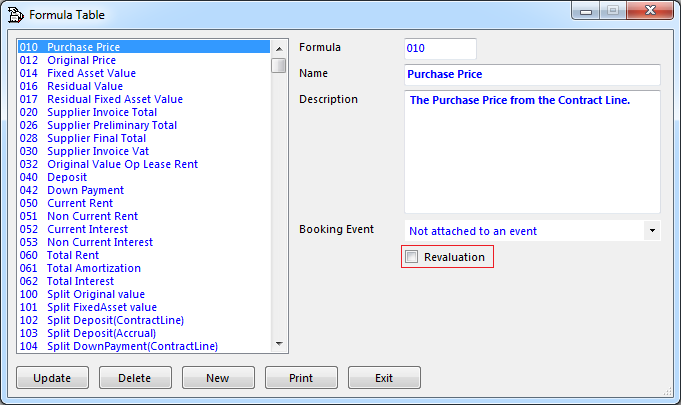 Formula Table
010 Purchase Price
012 Original Price
014 Fixed Asset Value
016 Residual Value
017 Residual Fixed Asset Value
020 Supplier Invoice Total
026 Supplier Preliminary Total
028 Supplier Final Total
030 Supplier Invoice Vat
032 Original Value Op Lease Rent
040 Deposit
042 Down Payment
050 Current Rent
051 Non Current Rent
052 Current Interest
053 Non Current Interest
060 Total Rent
061 Total Amortization
062 Total Interest
100 Split Original value
101 Split FixedAsset value
102 Split Deposit(ContractLine)
103 Split Deposit(Accrual)
104 Split DownPayment(ContractLine)
Formula 010
Name Purchase Price
Description The Purchase Price from the Contract Line.
Booking Event Not attached to an event
Revaluation
Update Delete New Print Exit